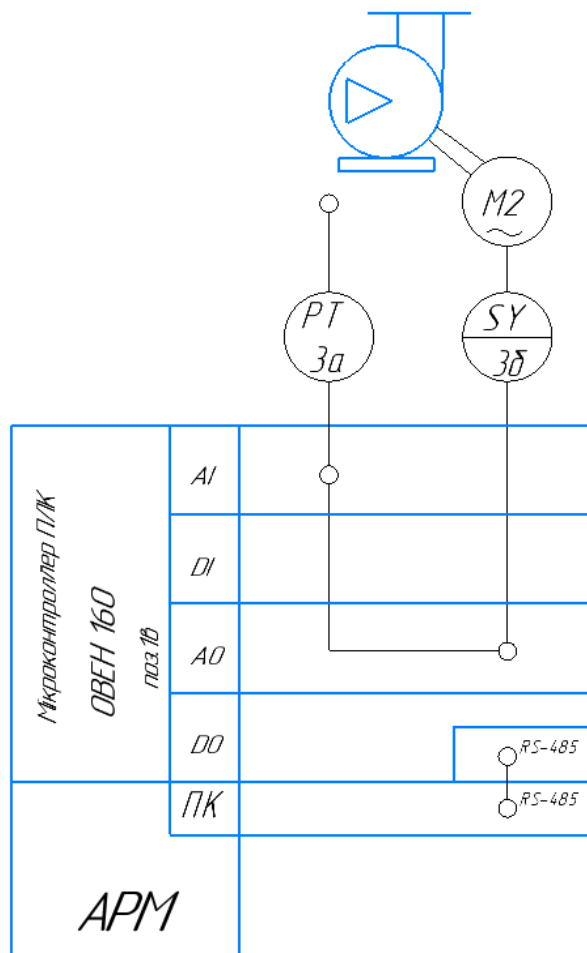 M2
PT
3а
SY
3б
Мікроконтроллер ПЛК
ОВЕН 160
поз.1в
AI
DI
AO
DO
RS-485
ПК
RS-485
АРМ